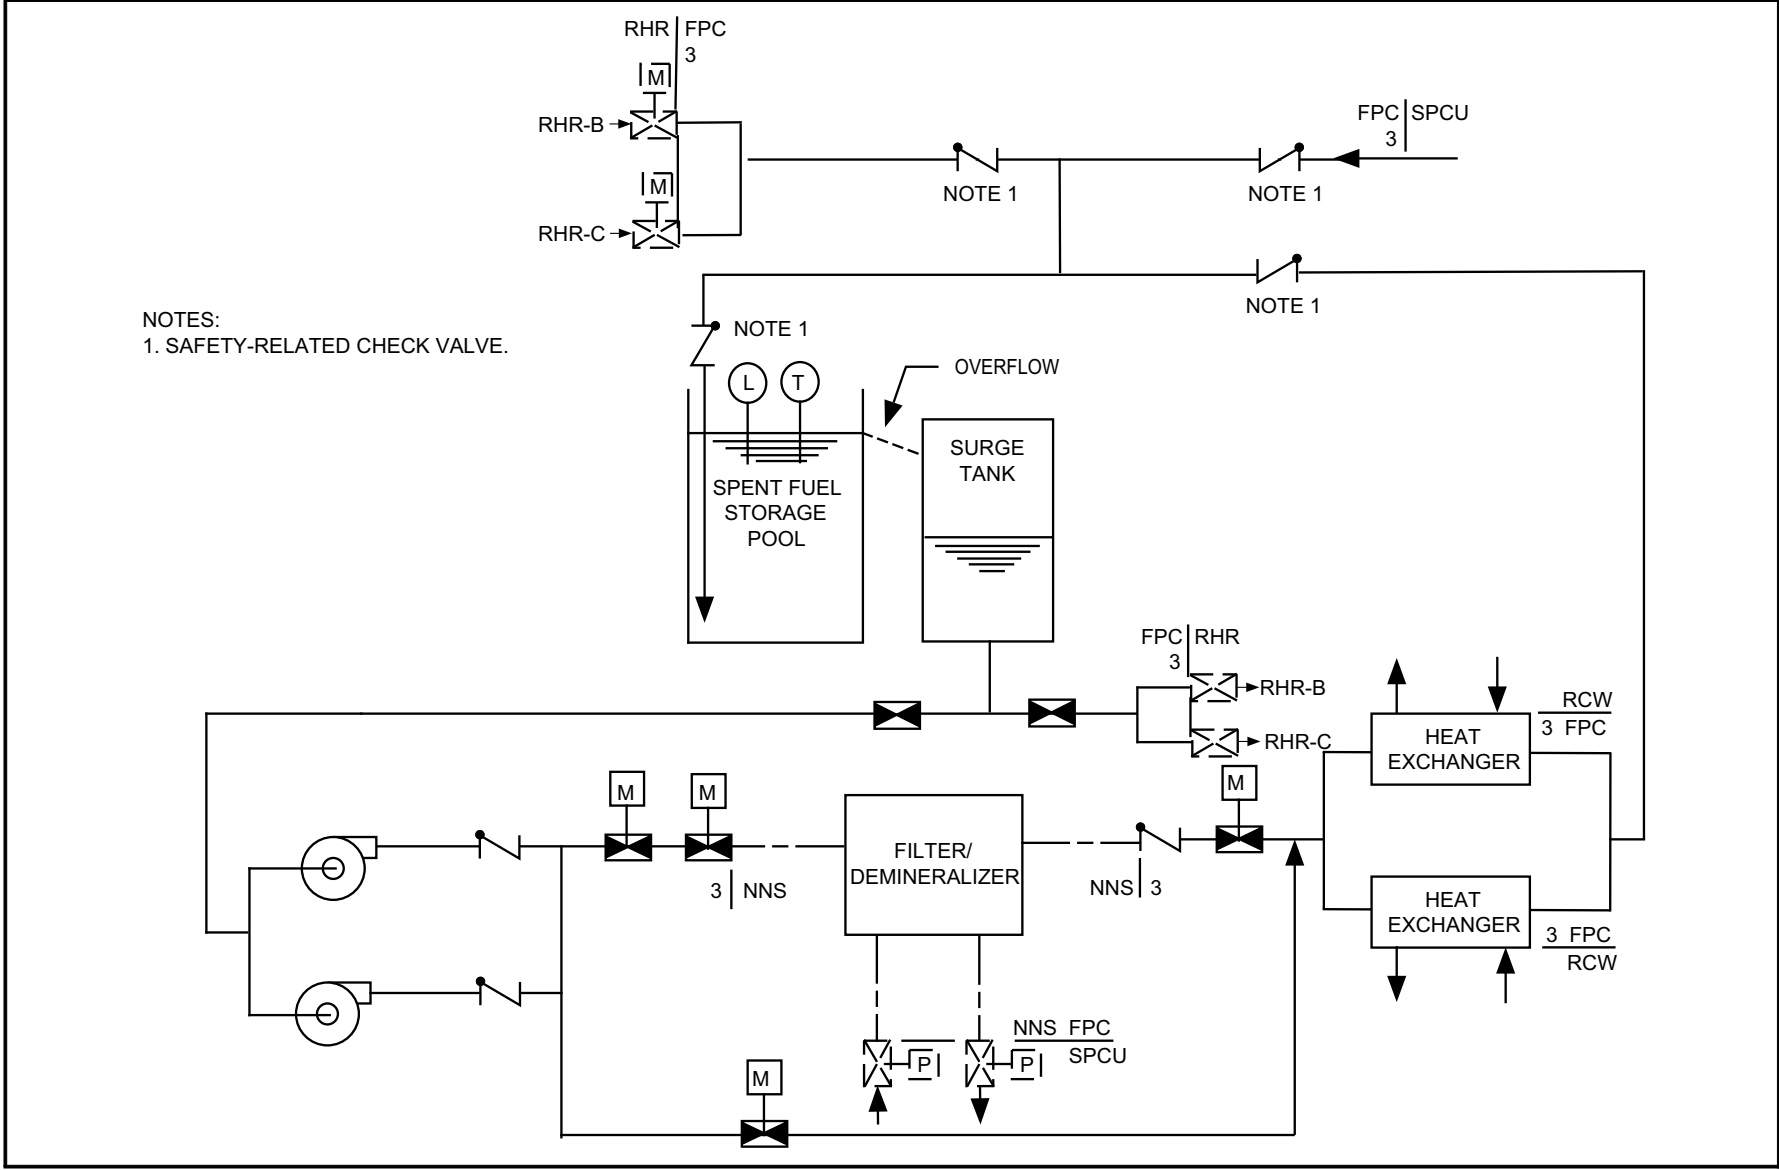 RHR FPC
3
M
RHR-B
FPC SPCU
3
M
NOTE 1
NOTE 1
RHR-C
NOTE 1
NOTES:
1. SAFETY-RELATED CHECK VALVE.
NOTE 1
OVERFLOW
L
T
SURGE
TANK
SPENT FUEL
STORAGE
POOL
FPC RHR
3
RHR-B
RHR-C
RCW
3 FPC
HEAT
EXCHANGER
M
M
M
FILTER/
DEMINERALIZER
3 NNS
NNS 3
HEAT
EXCHANGER
3 FPC
RCW
NNS FPC
SPCU
P
P
M